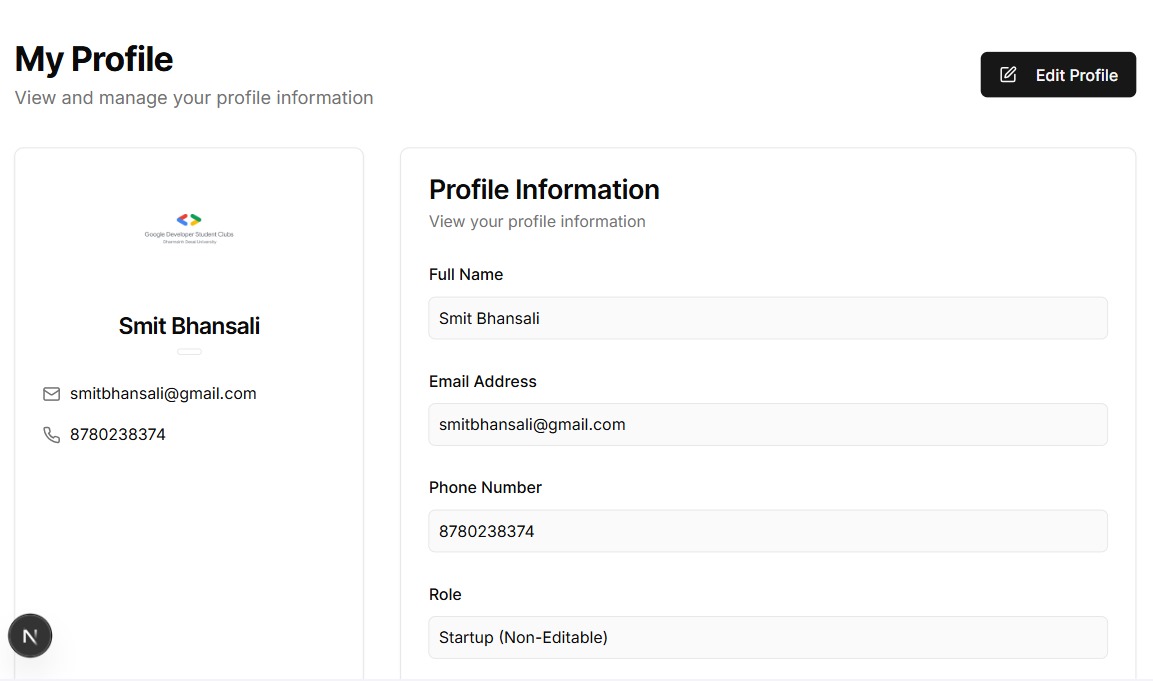 My Profile
View and manage your profile information
Edit Profile
Google Developer Student Clubs
Dharmsinh Desai University
Smit Bhansali
smitbhansali@gmail.com
8780238374
Profile Information
View your profile information
Full Name
Smit Bhansali
Email Address
smitbhansali@gmail.com
Phone Number
8780238374
Role
Startup (Non-Editable)
N